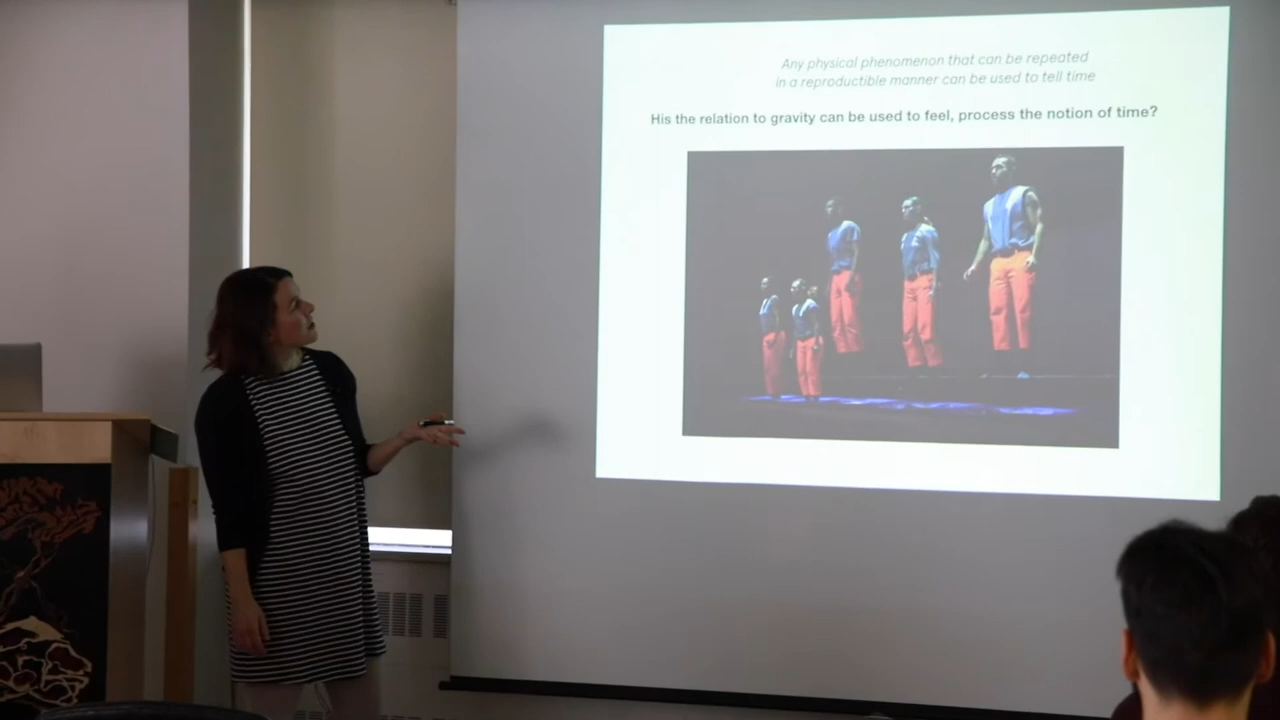 Any physical phenomenon that can be repeated
in a reproductible manner can be used to tell time
His the relation to gravity can be used to feel, process the notion of time?